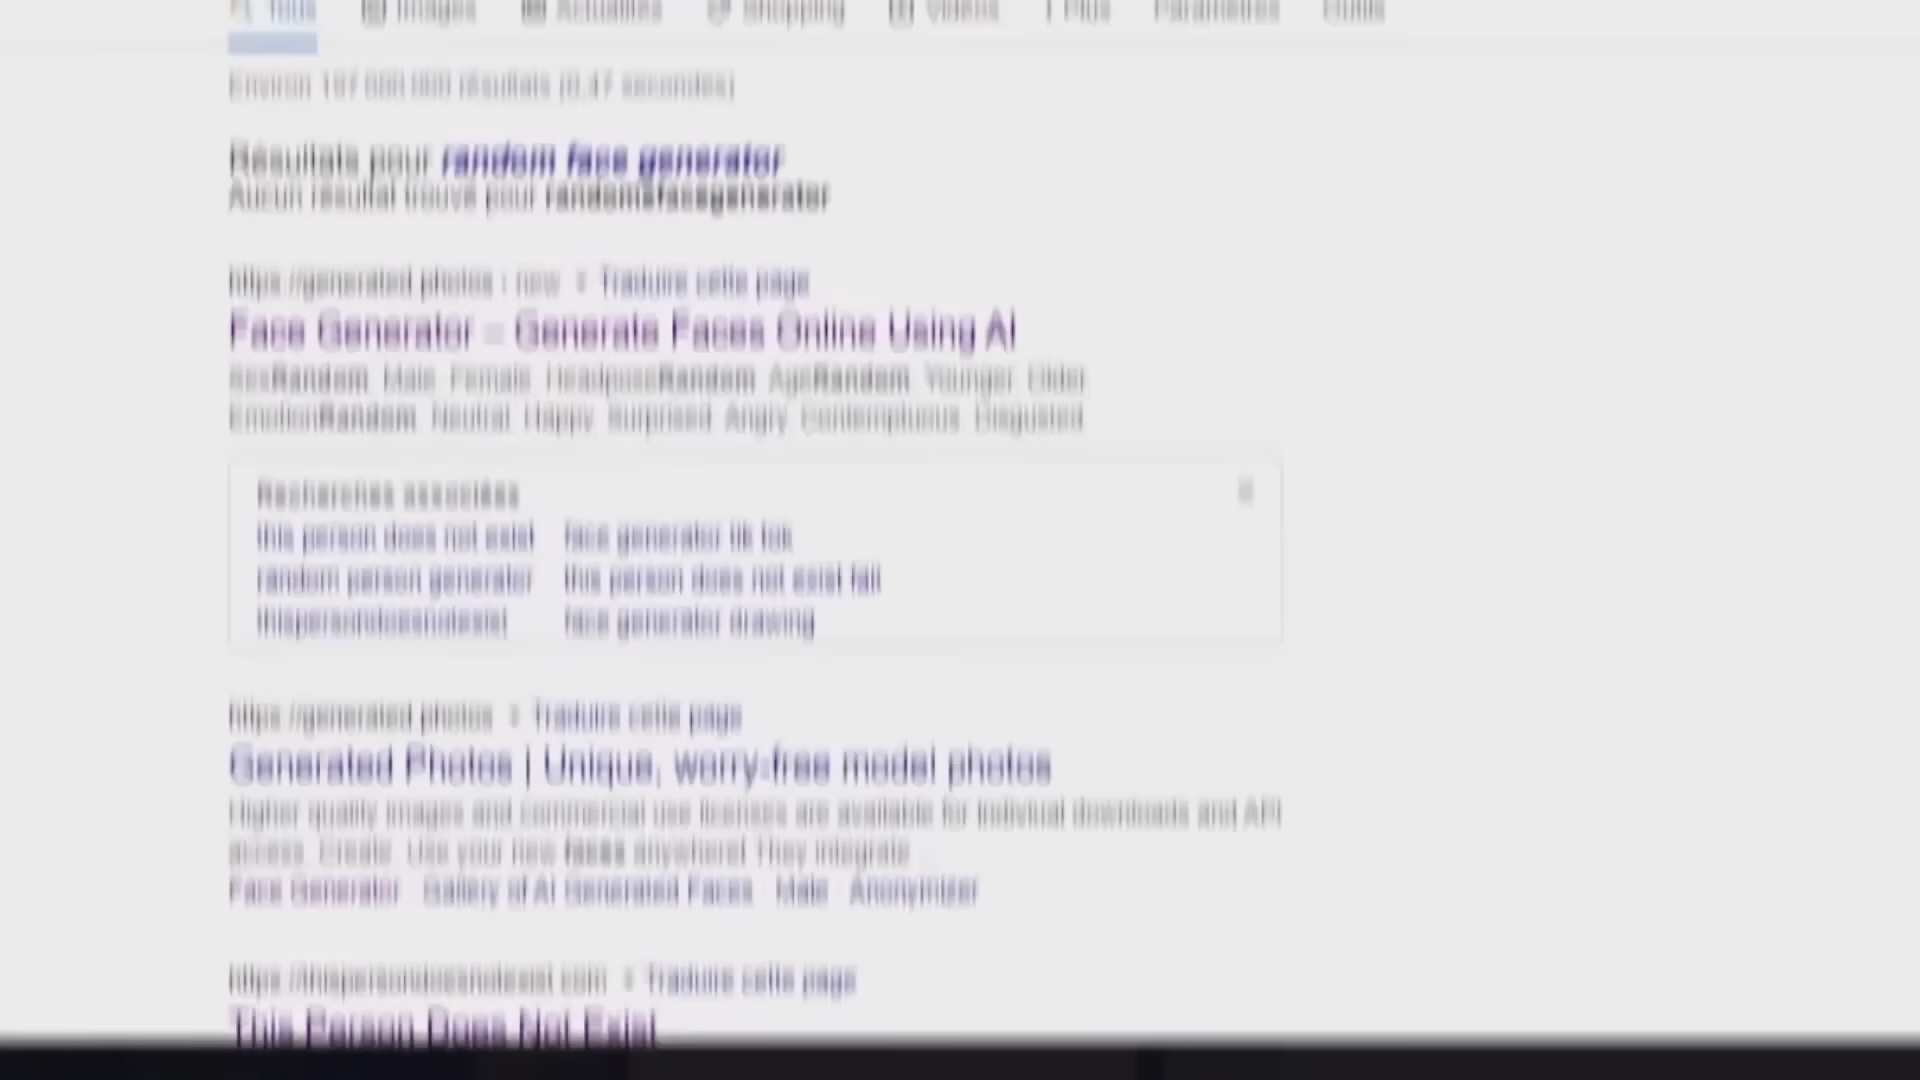 Tous Images Actualités Shopping Vidéos Plus Paramètres Outils
Environ 187 000 000 résultats (0,47 secondes)
Résultats pour random face generator
Aucun résultat trouvé pour randomsfacegenerator
https://generated.photos › new Traduire cette page
Face Generator – Generate Faces Online Using AI
SexRandom Male Female HeadposeRandom AgeRandom Younger Older
EmotionRandom Neutral Happy Surprised Angry Contemptuous Disgusted
Recherches associées
this person does not exist face generator tik tok
random person generator this person does not exist fail
thispersondoesnotexist face generator drawing
https://generated.photos Traduire cette page
Generated Photos | Unique, worry-free model photos
Higher quality images and commercial use licenses are available for individual downloads and API
access. Create. Use your new faces anywhere! They integrate
Face Generator Gallery of AI Generated Faces Male Anonymizer
https://thispersondoesnotexist.com Traduire cette page
This Person Does Not Exist